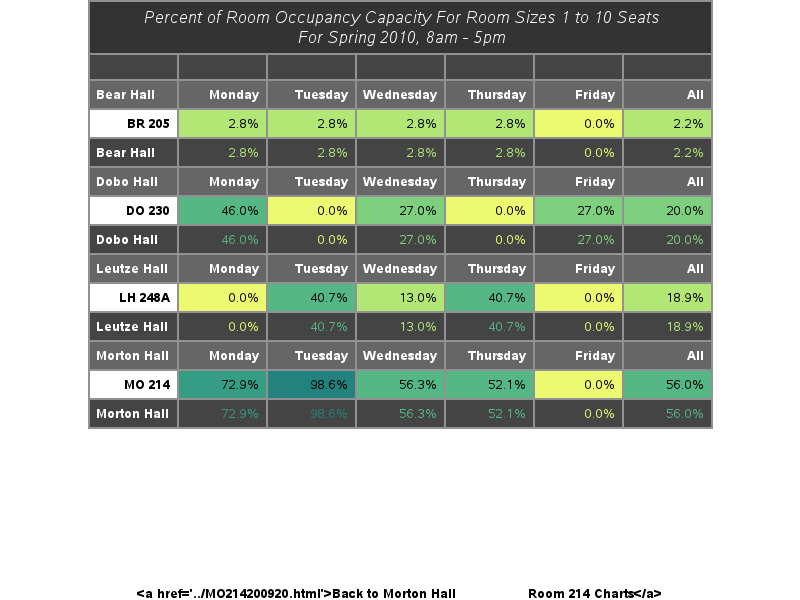 Percent of Room Occupancy Capacity For Room Sizes 1 to 10 Seats
For Spring 2010, 8am - 5pm
Bear Hall Monday Tuesday Wednesday Thursday Friday All
BR 205 2.8% 2.8% 2.8% 2.8% 0.0% 2.2%
Bear Hall 2.8% 2.8% 2.8% 2.8% 0.0% 2.2%
Dobo Hall Monday Tuesday Wednesday Thursday Friday All
DO 230 46.0% 0.0% 27.0% 0.0% 27.0% 20.0%
Dobo Hall 46.0% 0.0% 27.0% 0.0% 27.0% 20.0%
Leutze Hall Monday Tuesday Wednesday Thursday Friday All
LH 248A 0.0% 40.7% 13.0% 40.7% 0.0% 18.9%
Leutze Hall 0.0% 40.7% 13.0% 40.7% 0.0% 18.9%
Morton Hall Monday Tuesday Wednesday Thursday Friday All
MO 214 72.9% 98.6% 56.3% 52.1% 0.0% 56.0%
Morton Hall 72.9% 98.6% 56.3% 52.1% 0.0% 56.0%
<a href='../MO214200920.html'>Back to Morton Hall Room 214 Charts</a>